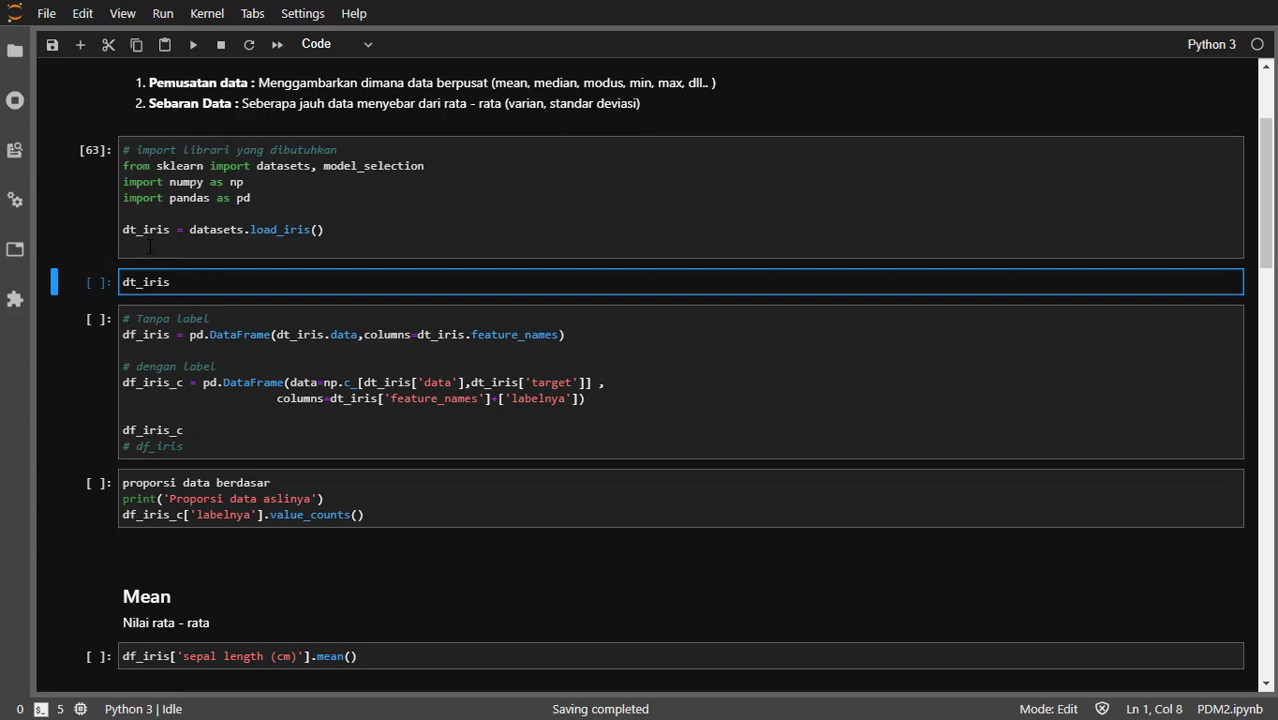 File Edit View Run Kernel Tabs Settings Help
Code
Python 3
1. Pemusatan data : Menggambarkan dimana data berpusat (mean, median, modus, min, max, dll.. )
2. Sebaran Data : Seberapa jauh data menyebar dari rata - rata (varian, standar deviasi)
[63]:
# import librari yang dibutuhkan
from sklearn import datasets, model_selection
import numpy as np
import pandas as pd
dt_iris = datasets.load_iris()
[ ]: dt_iris
[ ]: # Tanpa label
df_iris = pd.DataFrame(dt_iris.data,columns=dt_iris.feature_names)
# dengan label
df_iris_c = pd.DataFrame(data=np.c_[dt_iris['data'],dt_iris['target']] ,
columns=dt_iris['feature_names']+['labelnya'])
df_iris_c
# df_iris
[ ]: proporsi data berdasar
print('Proporsi data aslinya')
df_iris_c['labelnya'].value_counts()
Mean
Nilai rata - rata
[ ]: df_iris['sepal length (cm)'].mean()
0 $_ 5 Python 3 | Idle Saving completed Mode: Edit Ln 1, Col 8 PDM2.ipynb